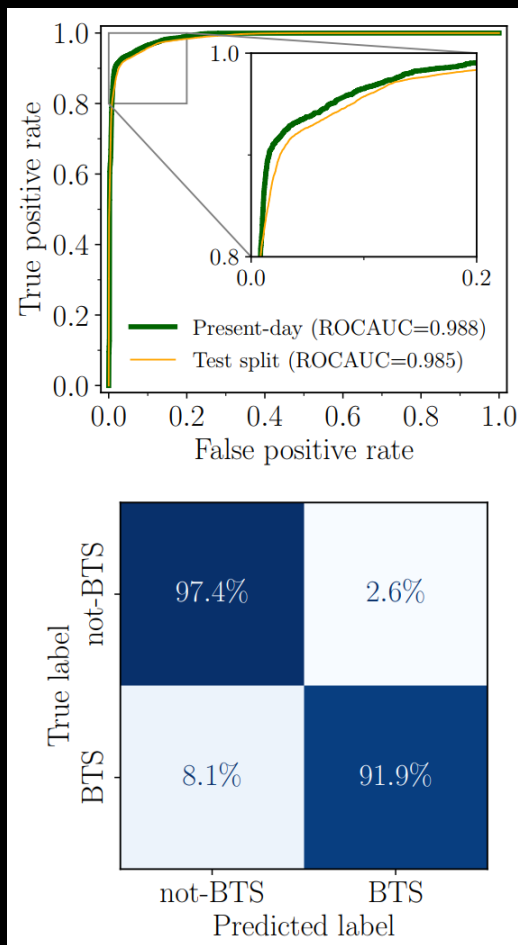 1.0
0.8
0.6
0.4
0.2
0.0
True positive rate
1.0
0.8
0.0 0.2
Present-day (ROCAUC=0.988)
Test split (ROCAUC=0.985)
0.0 0.2 0.4 0.6 0.8 1.0
False positive rate
True label
not-BTS
97.4% 2.6%
BTS
8.1% 91.9%
not-BTS BTS
Predicted label